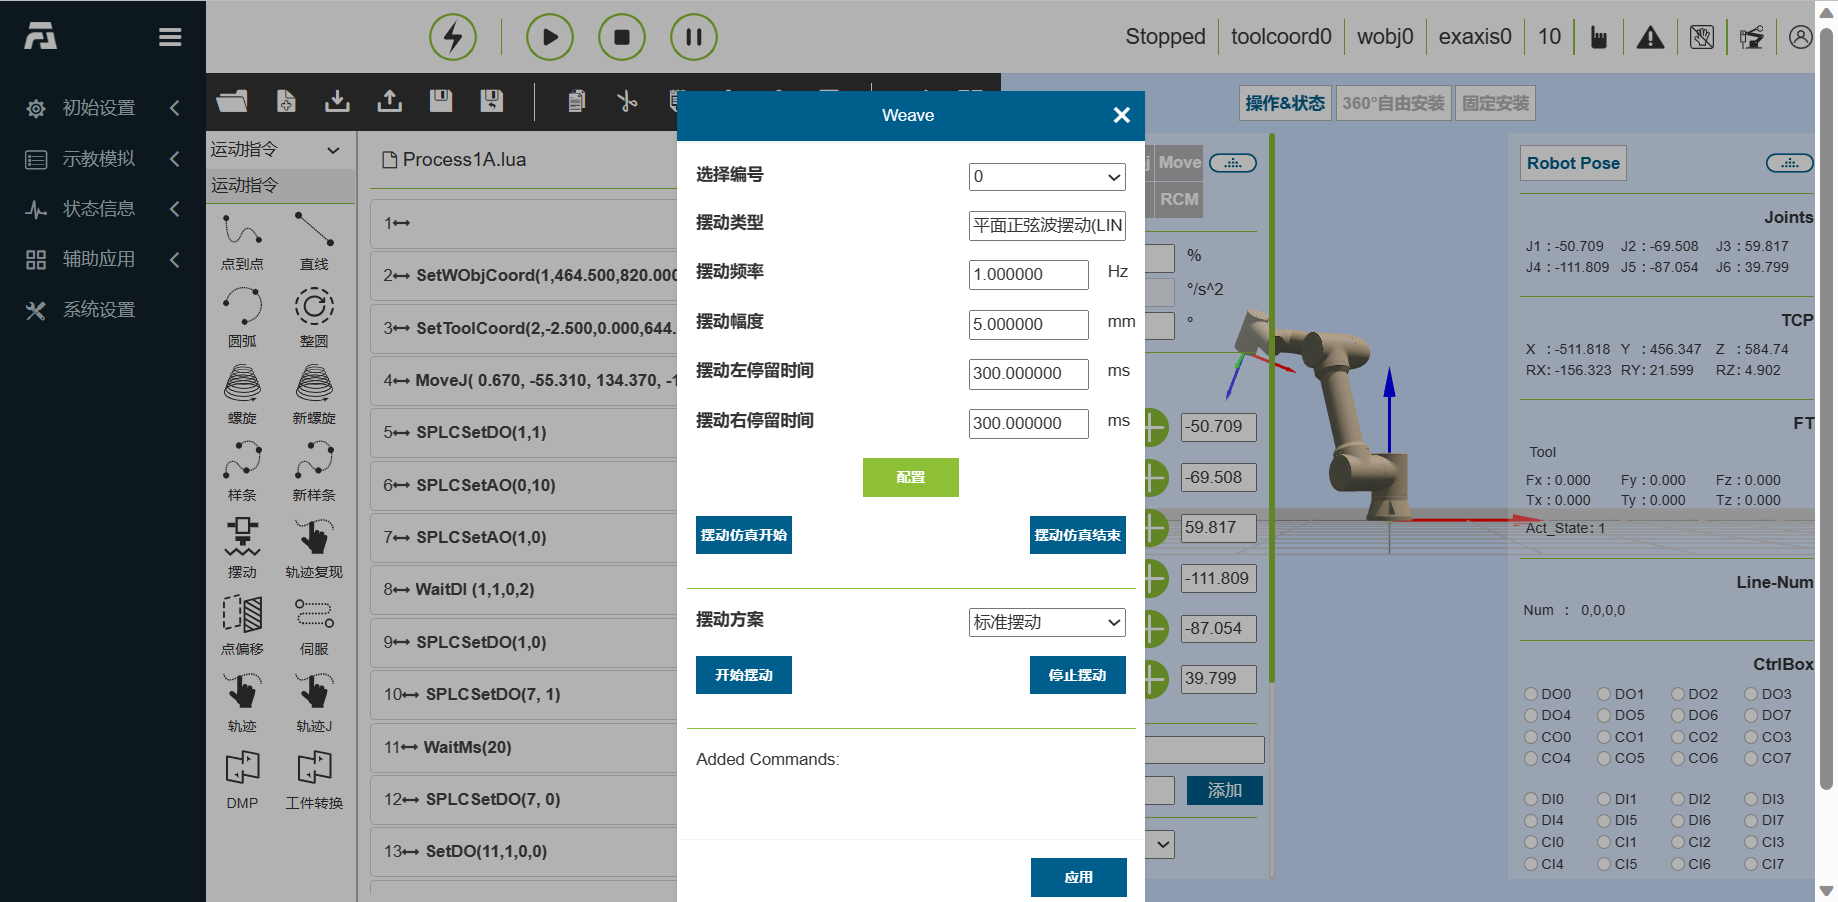 Stopped
toolcoord0
wobj0
exaxis0
10
初始设置
示教模拟
状态信息
辅助应用
系统设置
运动指令
运动指令
点到点
直线
圆弧
整圆
螺旋
新螺旋
样条
新样条
摆动
轨迹复现
点偏移
伺服
轨迹
轨迹J
DMP
工件转换
Process1A.lua
1
2 SetWObjCoord(1,464.500,820.000
3 SetToolCoord(2,-2.500,0.000,644.
4 MoveJ( 0.670, -55.310, 134.370, -1
5 SPLCSetDO(1,1)
6 SPLCSetAO(0,10)
7 SPLCSetAO(1,0)
8 WaitDI (1,1,0,2)
9 SPLCSetDO(1,0)
10 SPLCSetDO(7, 1)
11 WaitMs(20)
12 SPLCSetDO(7, 0)
13 SetDO(11,1,0,0)
Weave
选择编号 0
摆动类型 平面正弦波摆动(LIN
摆动频率 1.000000 Hz
摆动幅度 5.000000 mm
摆动左停留时间 300.000000 ms
摆动右停留时间 300.000000 ms
配置
摆动仿真开始 摆动仿真结束
摆动方案 标准摆动
开始摆动 停止摆动
Added Commands:
应用
Move
RCM
%
°/s^2
°
-50.709
-69.508
59.817
-111.809
-87.054
39.799
添加
操作&状态 360°自由安装 固定安装
Robot Pose
Joints
J1 : -50.709 J2 : -69.508 J3 : 59.817
J4 : -111.809 J5 : -87.054 J6 : 39.799
TCP
X : -511.818 Y : 456.347 Z : 584.74
RX: -156.323 RY: 21.599 RZ: 4.902
FT
Tool
Fx : 0.000 Fy : 0.000 Fz : 0.000
Tx : 0.000 Ty : 0.000 Tz : 0.000
Act_State: 1
Line-Num
Num : 0,0,0,0
CtrlBox
DO0 DO1 DO2 DO3
DO4 DO5 DO6 DO7
CO0 CO1 CO2 CO3
CO4 CO5 CO6 CO7
DI0 DI1 DI2 DI3
DI4 DI5 DI6 DI7
CI0 CI1 CI2 CI3
CI4 CI5 CI6 CI7